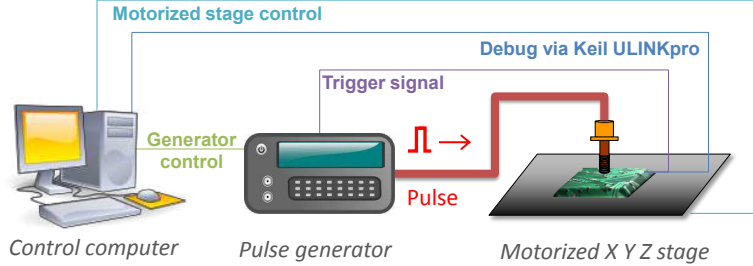 Motorized stage control
Debug via Keil ULINKpro
Trigger signal
Generator
control
Pulse
Control computer
Pulse generator
Motorized X Y Z stage